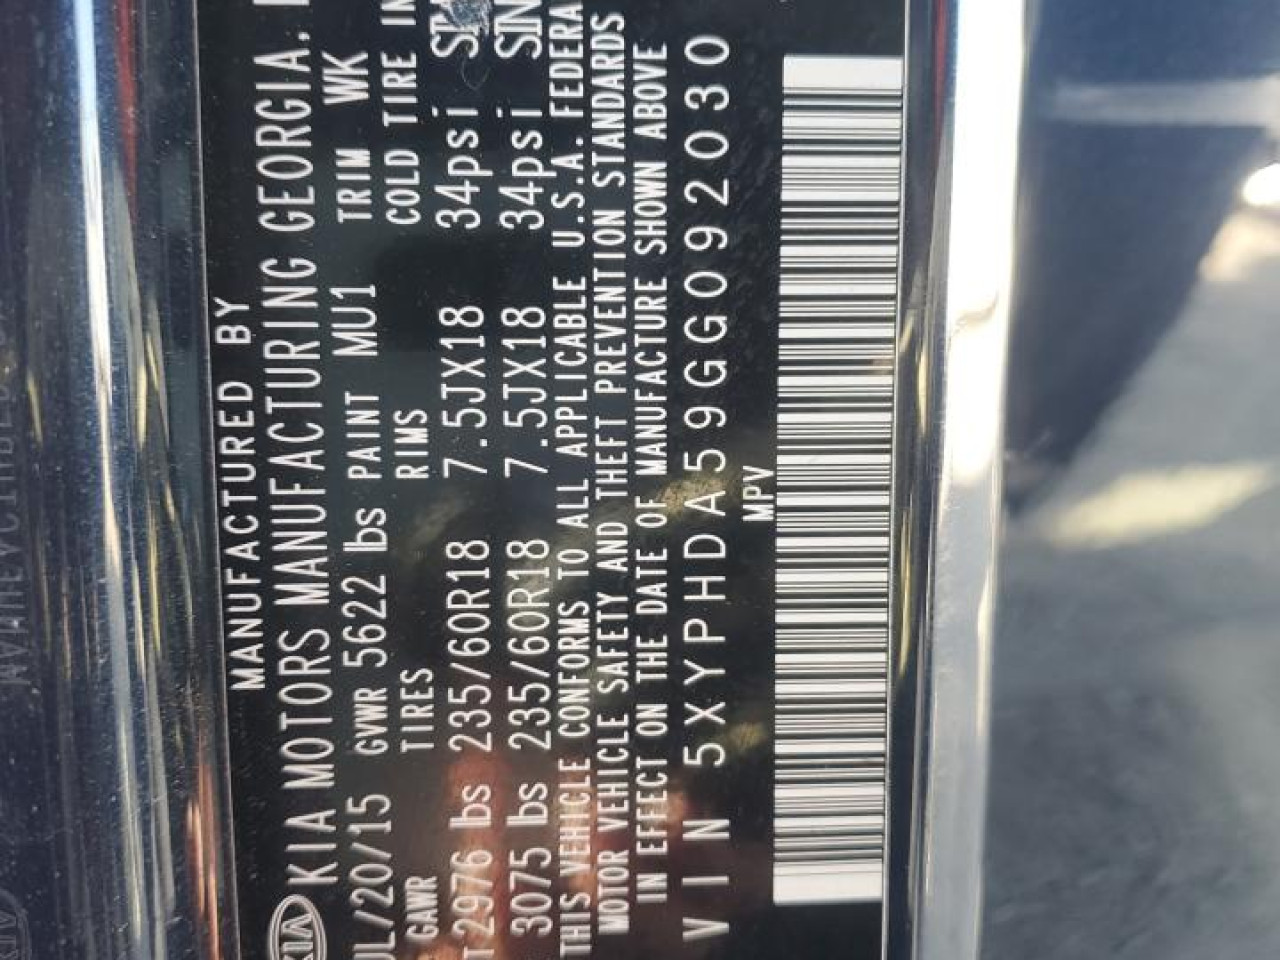 MANUFACTURED BY
KIA KIA MOTORS MANUFACTURING GEORGIA,
JUL/20/15 GVWR 5622 lbs PAINT MU1 TRIM WK
GAWR TIRES RIMS COLD TIRE
2976 lbs 235/60R18 7.5JX18 34psi
3075 lbs 235/60R18 7.5JX18 34psi
THIS VEHICLE CONFORMS TO ALL APPLICABLE U.S.A.
MOTOR VEHICLE SAFETY AND THEFT PREVENTION STANDARDS
IN EFFECT ON THE DATE OF MANUFACTURE SHOWN ABOVE
VIN 5XYPHDA59GG092030
MPV